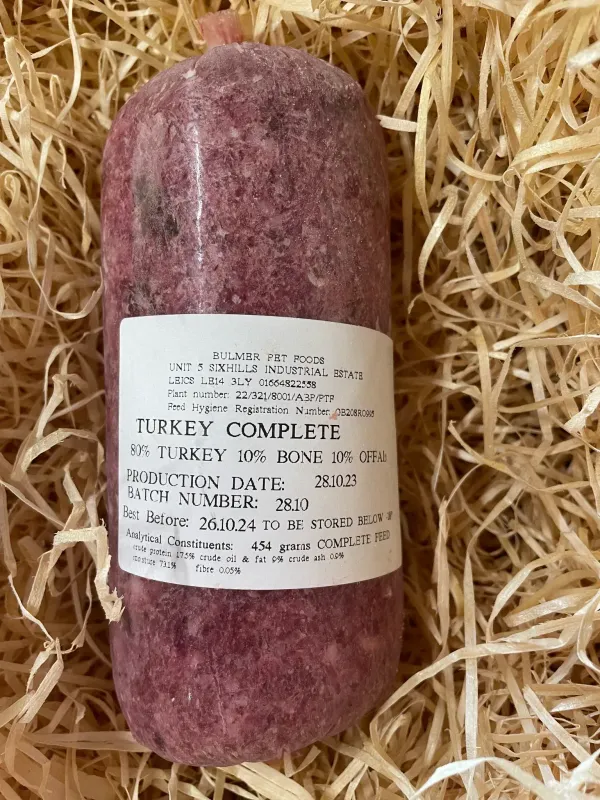 BULMER PET FOODS
UNIT 5 SIXHILLS INDUSTRIAL ESTATE
LEICS LE14 3LY 01664822558
Plant number: 22/321/8001/ABP/PTF
Feed Hygiene Registration Number
TURKEY COMPLETE
80% TURKEY 10% BONE 10% OFFAL
PRODUCTION DATE: 28.10.23
BATCH NUMBER: 28.10
Best Before: 26.10.24 TO BE STORED BELOW
Analytical Constituents: 454 grams COMPLETE FEED
crude protein 17.5% crude oil & fat 9% crude ash 0.9%
moisture 73.1% fibre 0.05%